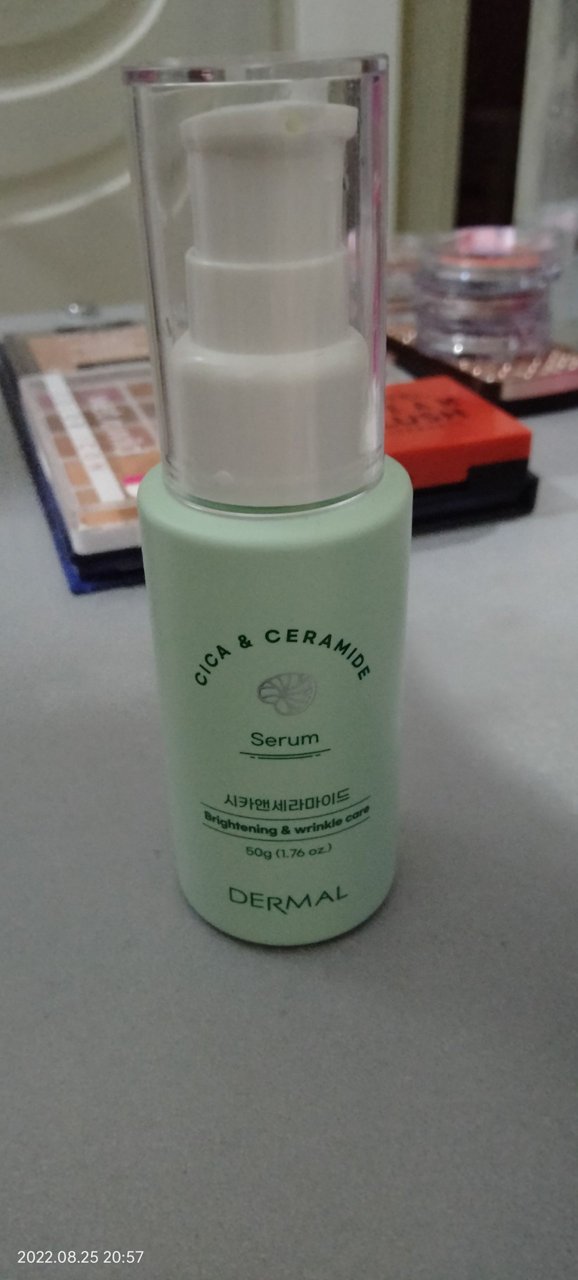 CICA & CERAMIDE
Serum
시카앤세라마이드
Brightening & wrinkle care
50g (1.76 oz.)
DERMAL
2022.08.25 20:57